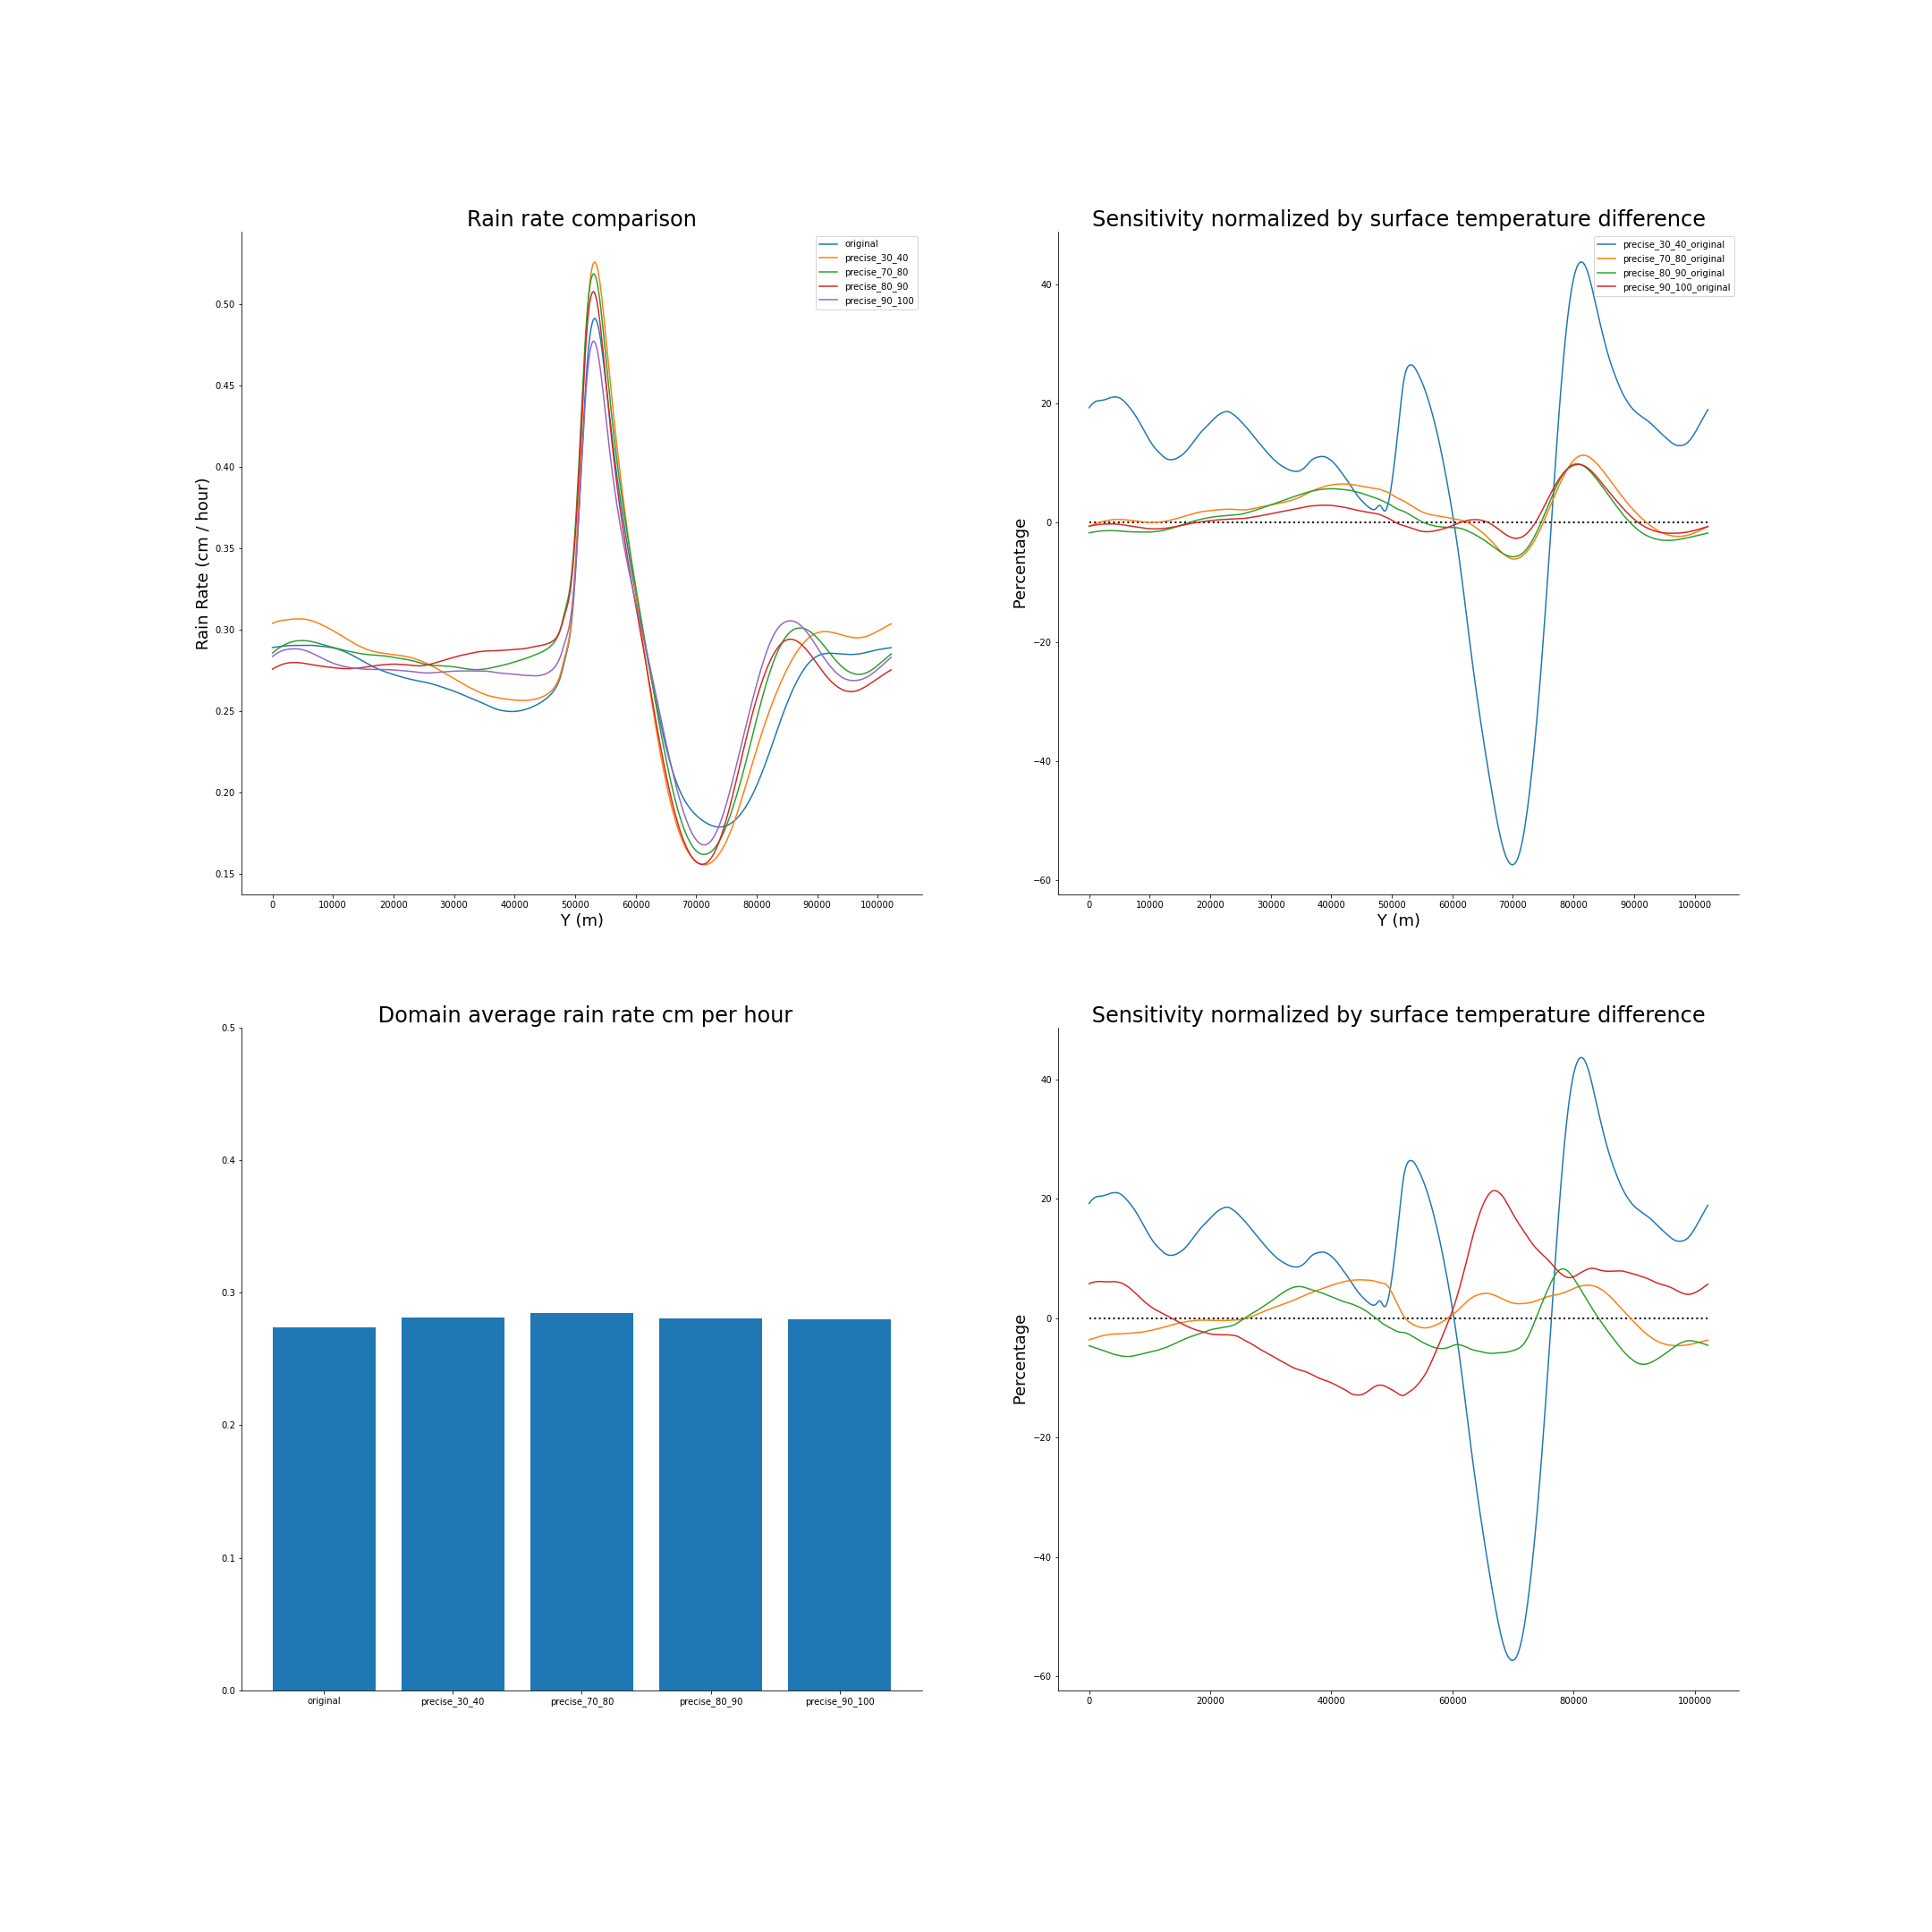 Rain rate comparison
original
precise_30_40
precise_70_80
precise_80_90
precise_90_100
Rain Rate (cm / hour)
0.50
0.45
0.40
0.35
0.30
0.25
0.20
0.15
0 10000 20000 30000 40000 50000 60000 70000 80000 90000 100000
Y (m)
Sensitivity normalized by surface temperature difference
precise_30_40_original
precise_70_80_original
precise_80_90_original
precise_90_100_original
Percentage
40
20
0
−20
−40
−60
0 10000 20000 30000 40000 50000 60000 70000 80000 90000 100000
Y (m)
Domain average rain rate cm per hour
0.5
0.4
0.3
0.2
0.1
0.0
original precise_30_40 precise_70_80 precise_80_90 precise_90_100
Sensitivity normalized by surface temperature difference
Percentage
40
20
0
−20
−40
−60
0 20000 40000 60000 80000 100000